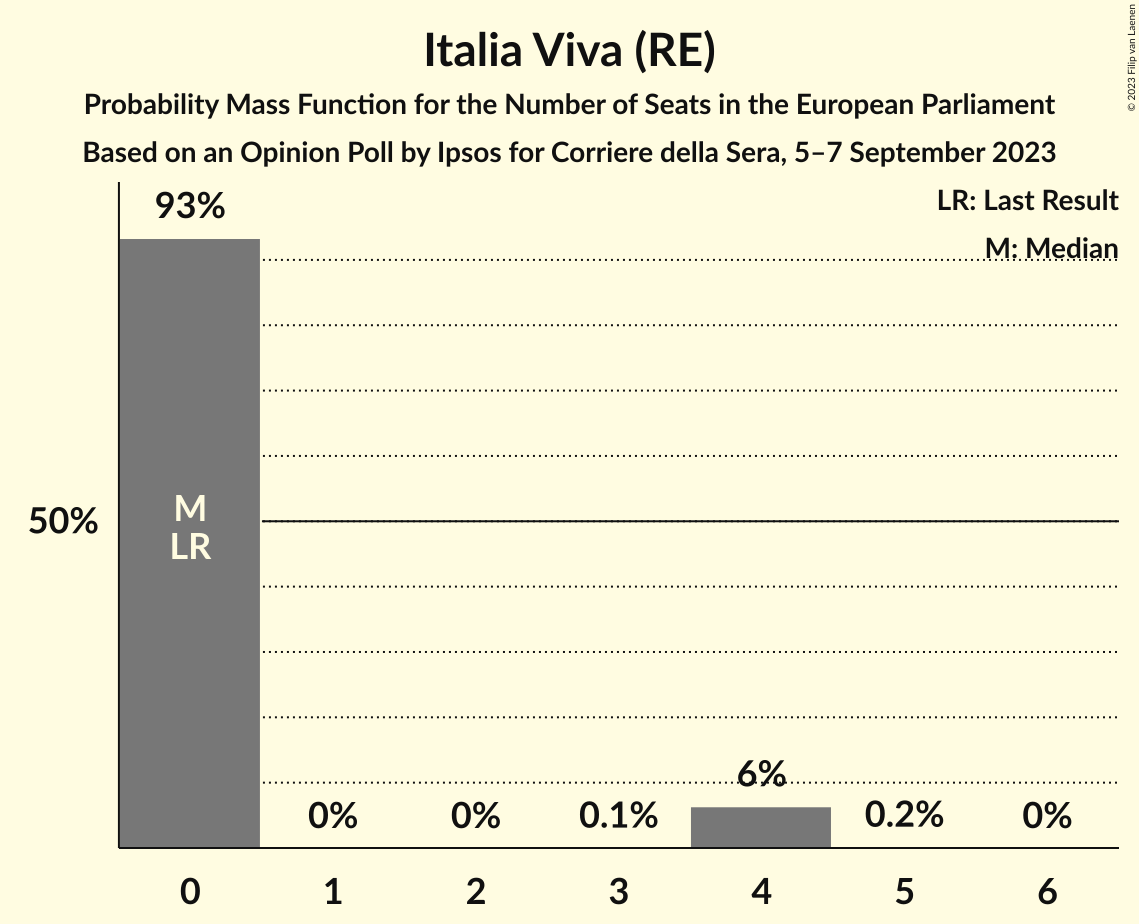 Italia Viva (RE)
Probability Mass Function for the Number of Seats in the European Parliament
Based on an Opinion Poll by Ipsos for Corriere della Sera, 5–7 September 2023
© 2023 Filip van Laenen
LR: Last Result
M: Median
93%
50%
M
LR
0%
0%
0.1%
6%
0.2%
0%
0
1
2
3
4
5
6